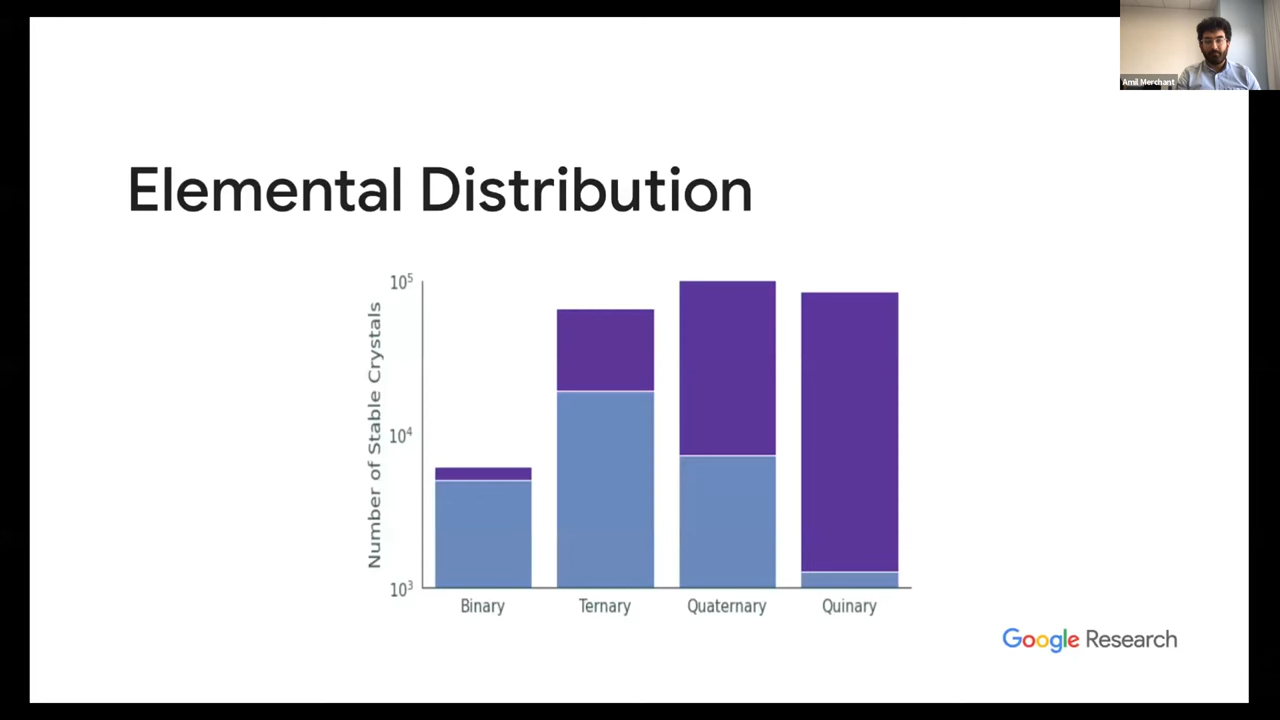 Amil Merchant
Elemental Distribution
Number of Stable Crystals
10⁵
10⁴
10³
Binary
Ternary
Quaternary
Quinary
Google Research